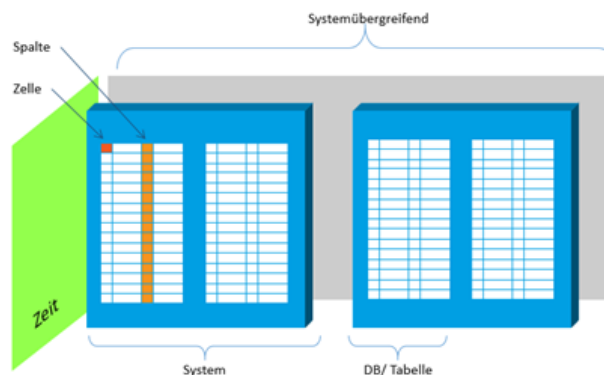 Systemübergreifend
Spalte
Zelle
Zeit
System
DB/ Tabelle